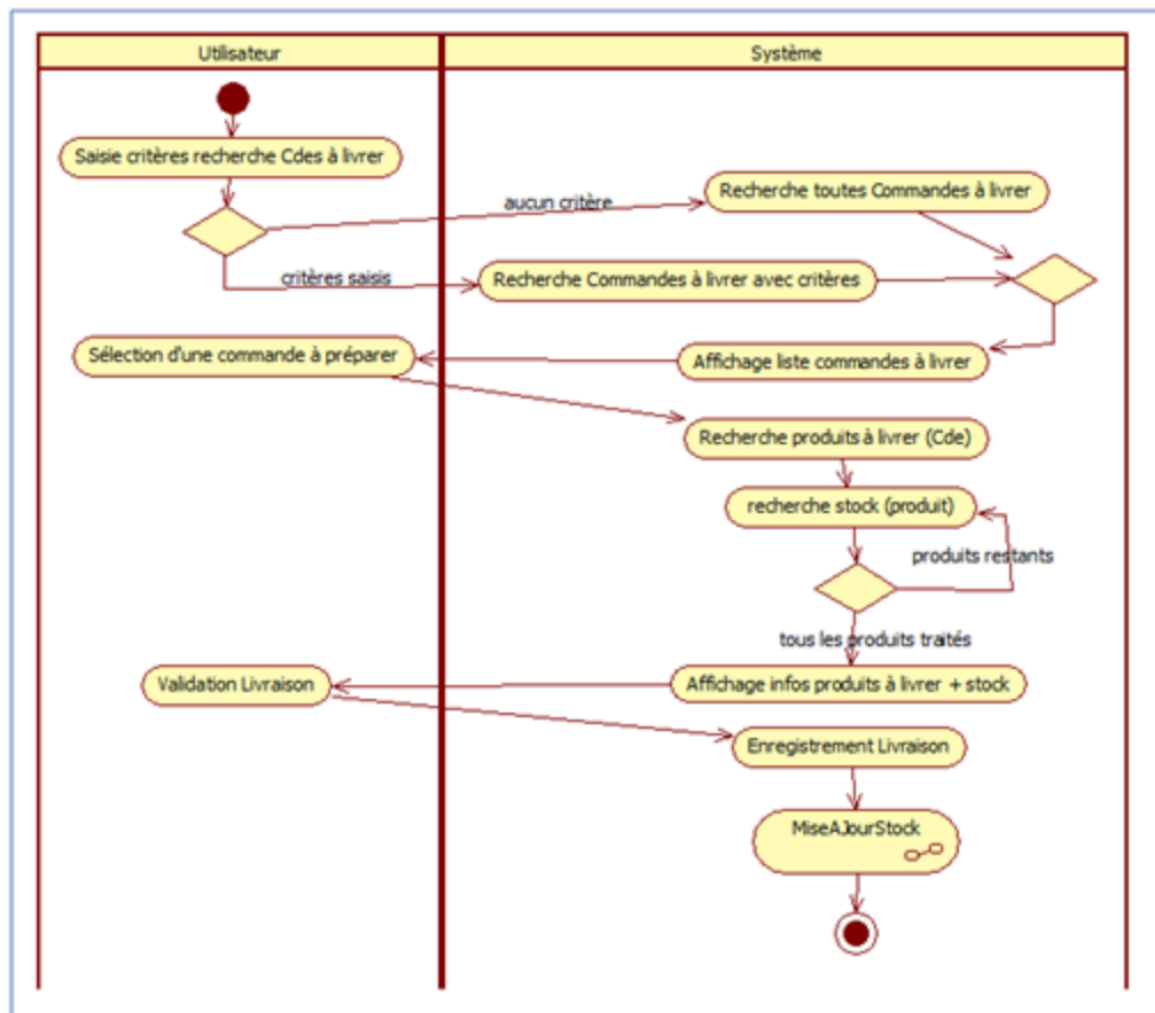 Utilisateur
Système
Saisie critères recherche Cdes à livrer
aucun critère
Recherche toutes Commandes à livrer
critères saisis
Recherche Commandes à livrer avec critères
Sélection d'une commande à préparer
Affichage liste commandes à livrer
Recherche produits à livrer (Cde)
recherche stock (produit)
produits restants
tous les produits traités
Validation Livraison
Affichage infos produits à livrer + stock
Enregistrement Livraison
MiseAJourStock